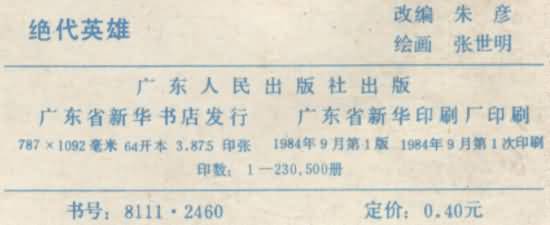 绝代英雄
改编 朱彦
绘画 张世明
广东人民出版社出版
广东省新华书店发行 广东省新华印刷厂印刷
787×1092毫米 64开本 3.875 印张 1984年9月第1版 1984年9月第1次印刷
印数：1—230,500册
书号：8111·2460 定价：0.40元